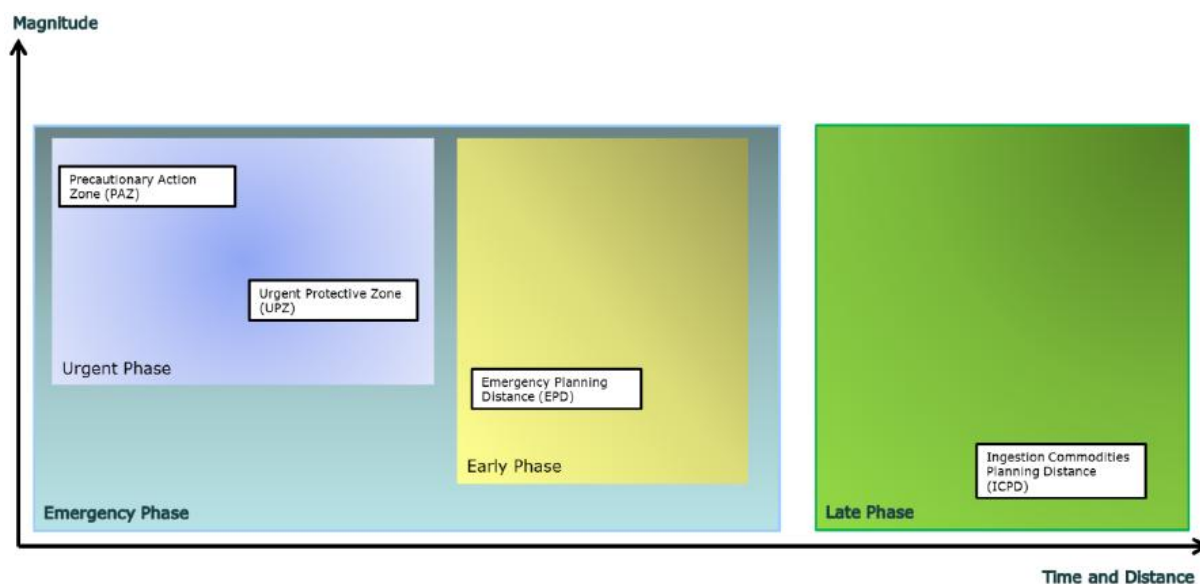 Magnitude
Precautionary Action
Zone (PAZ)
Urgent Protective Zone
(UPZ)
Urgent Phase
Emergency Planning
Distance (EPD)
Early Phase
Emergency Phase
Ingestion Commodities
Planning Distance
(ICPD)
Late Phase
Time and Distance